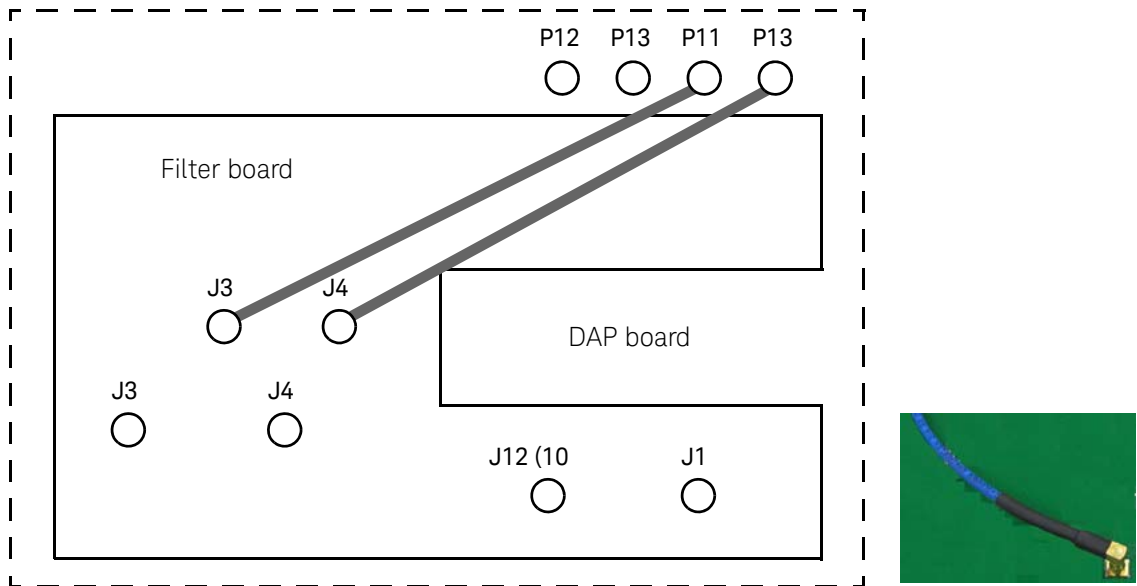 P12 P13 P11 P13
Filter board
J3 J4
DAP board
J3 J4
J12 (10 J1